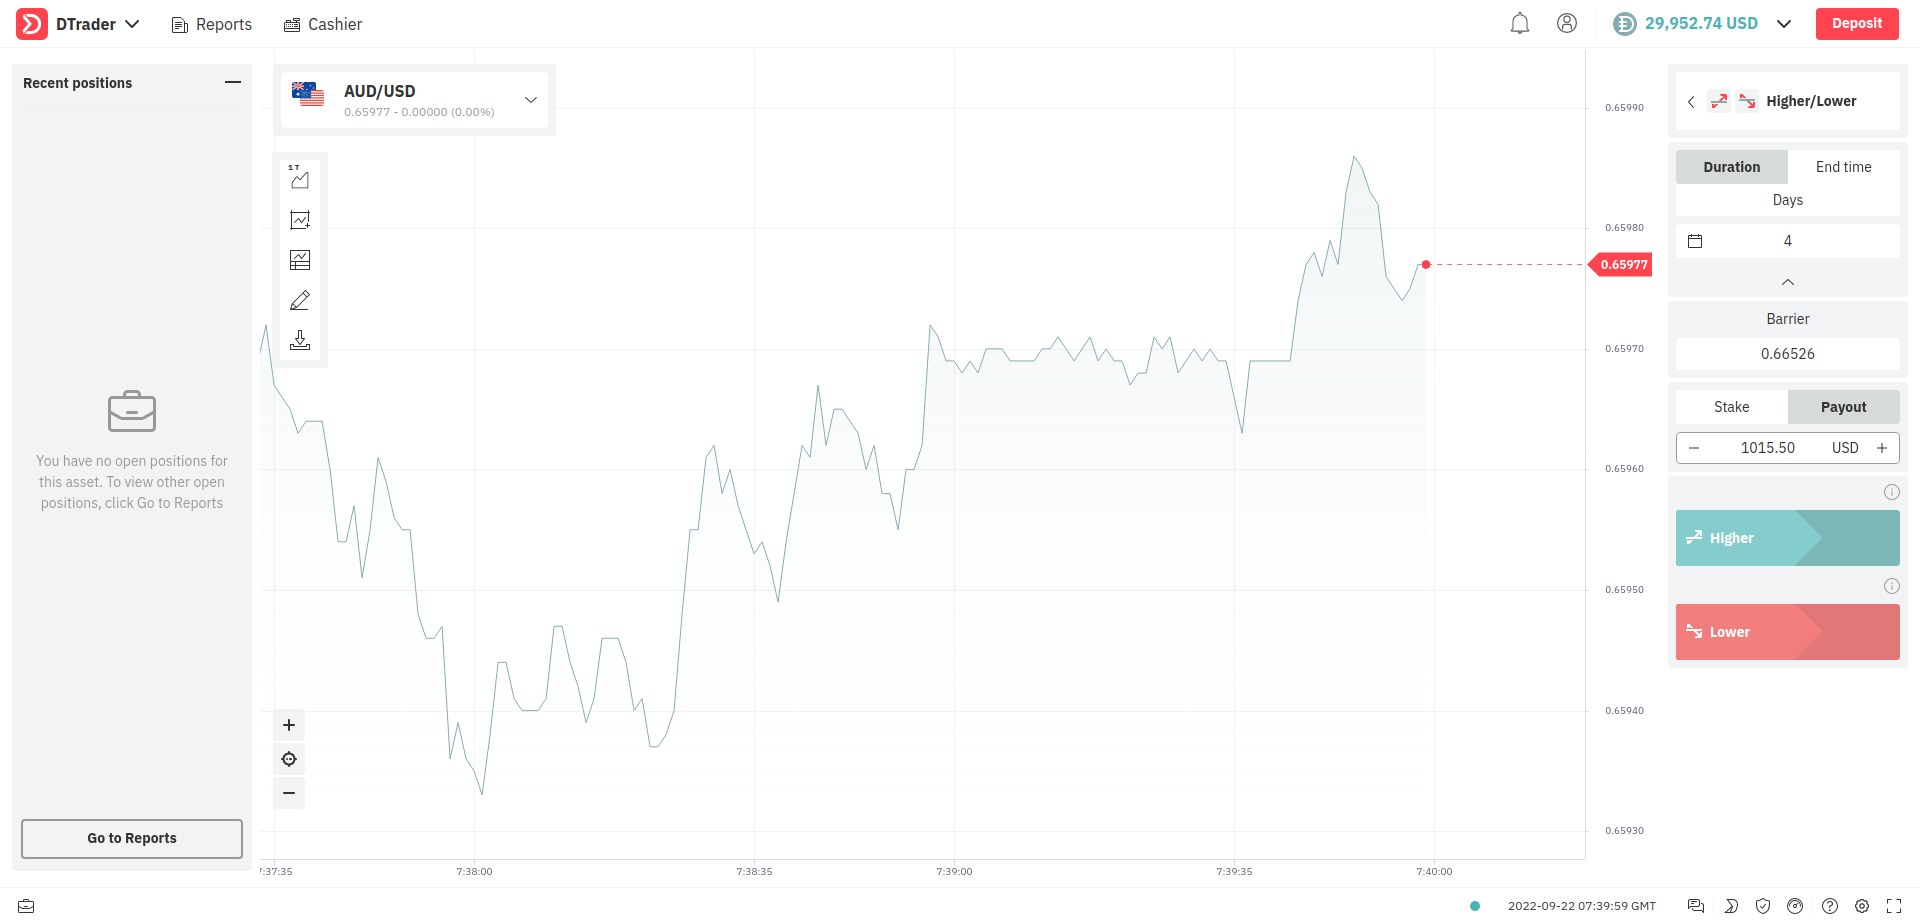 DTrader
Reports
Cashier
29,952.74 USD
Deposit
Recent positions
You have no open positions for
this asset. To view other open
positions, click Go to Reports
Go to Reports
AUD/USD
0.65977 - 0.00000 (0.00%)
1 T
0.65990
0.65980
0.65977
0.65970
0.65960
0.65950
0.65940
0.65930
7:37:35
7:38:00
7:38:35
7:39:00
7:39:35
7:40:00
Higher/Lower
Duration
End time
Days
4
Barrier
0.66526
Stake
Payout
1015.50
USD
Higher
Lower
2022-09-22 07:39:59 GMT